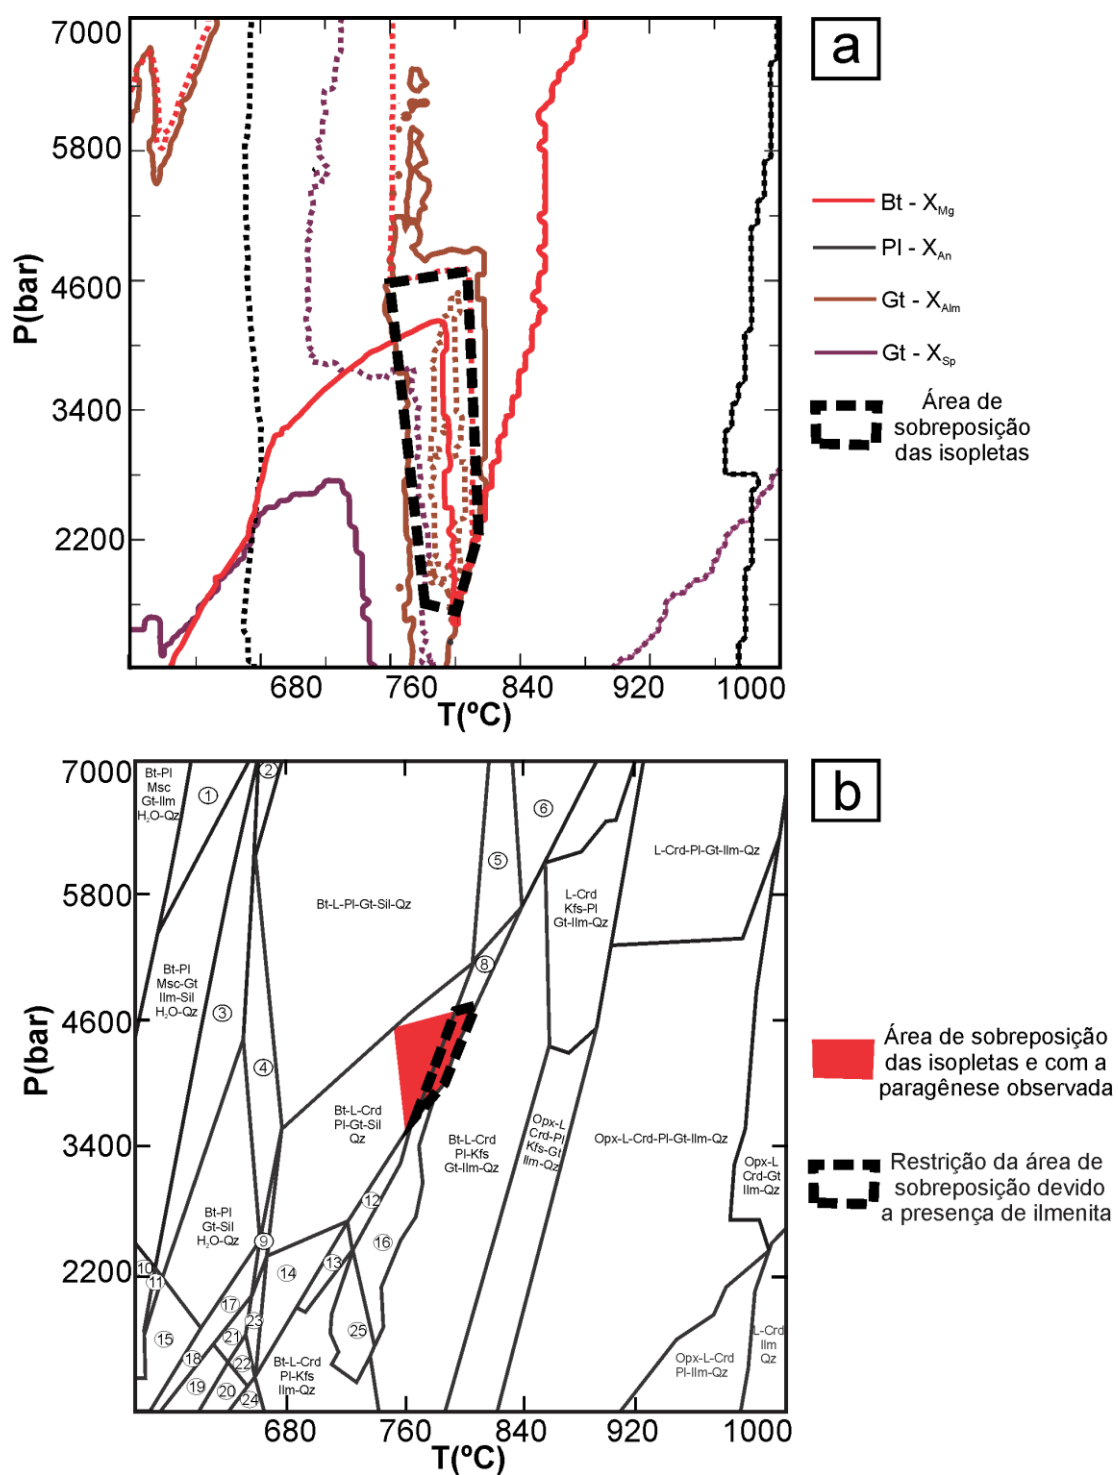 a
7000
5800
4600
3400
2200
P(bar)
680
760
840
920
1000
T(ºC)
Bt - XMg
Pl - XAn
Gt - XAlm
Gt - XSp
Área de
sobreposição
das isopletas
b
7000
5800
4600
3400
2200
P(bar)
680
760
840
920
1000
T(ºC)
Bt-Pl
Msc
Gt-Ilm
H2O-Qz
1
2
6
5
Bt-L-Pl-Gt-Sil-Qz
L-Crd-Pl-Gt-Ilm-Qz
L-Crd
Kfs-Pl
Gt-Ilm-Qz
Bt-Pl
Msc-Gt
Ilm-Sil
H2O-Qz
3
8
4
Bt-L-Crd
Pl-Gt-Sil
Qz
Bt-L-Crd
Pl-Kfs
Gt-Ilm-Qz
Opx-L
Crd-Pl
Kfs-Gt
Ilm-Qz
Opx-L-Crd-Pl-Gt-Ilm-Qz
Opx-L
Crd-Gt
Ilm-Qz
Bt-Pl
Gt-Sil
H2O-Qz
12
9
16
13
14
10
11
17
23
15
21
25
18
22
19
20
24
Bt-L-Crd
Pl-Kfs
Ilm-Qz
Opx-L-Crd
Pl-Ilm-Qz
L-Crd
Ilm
Qz
Área de sobreposição
das isopletas e com a
paragênese observada
Restrição da área de
sobreposição devido
a presença de ilmenita